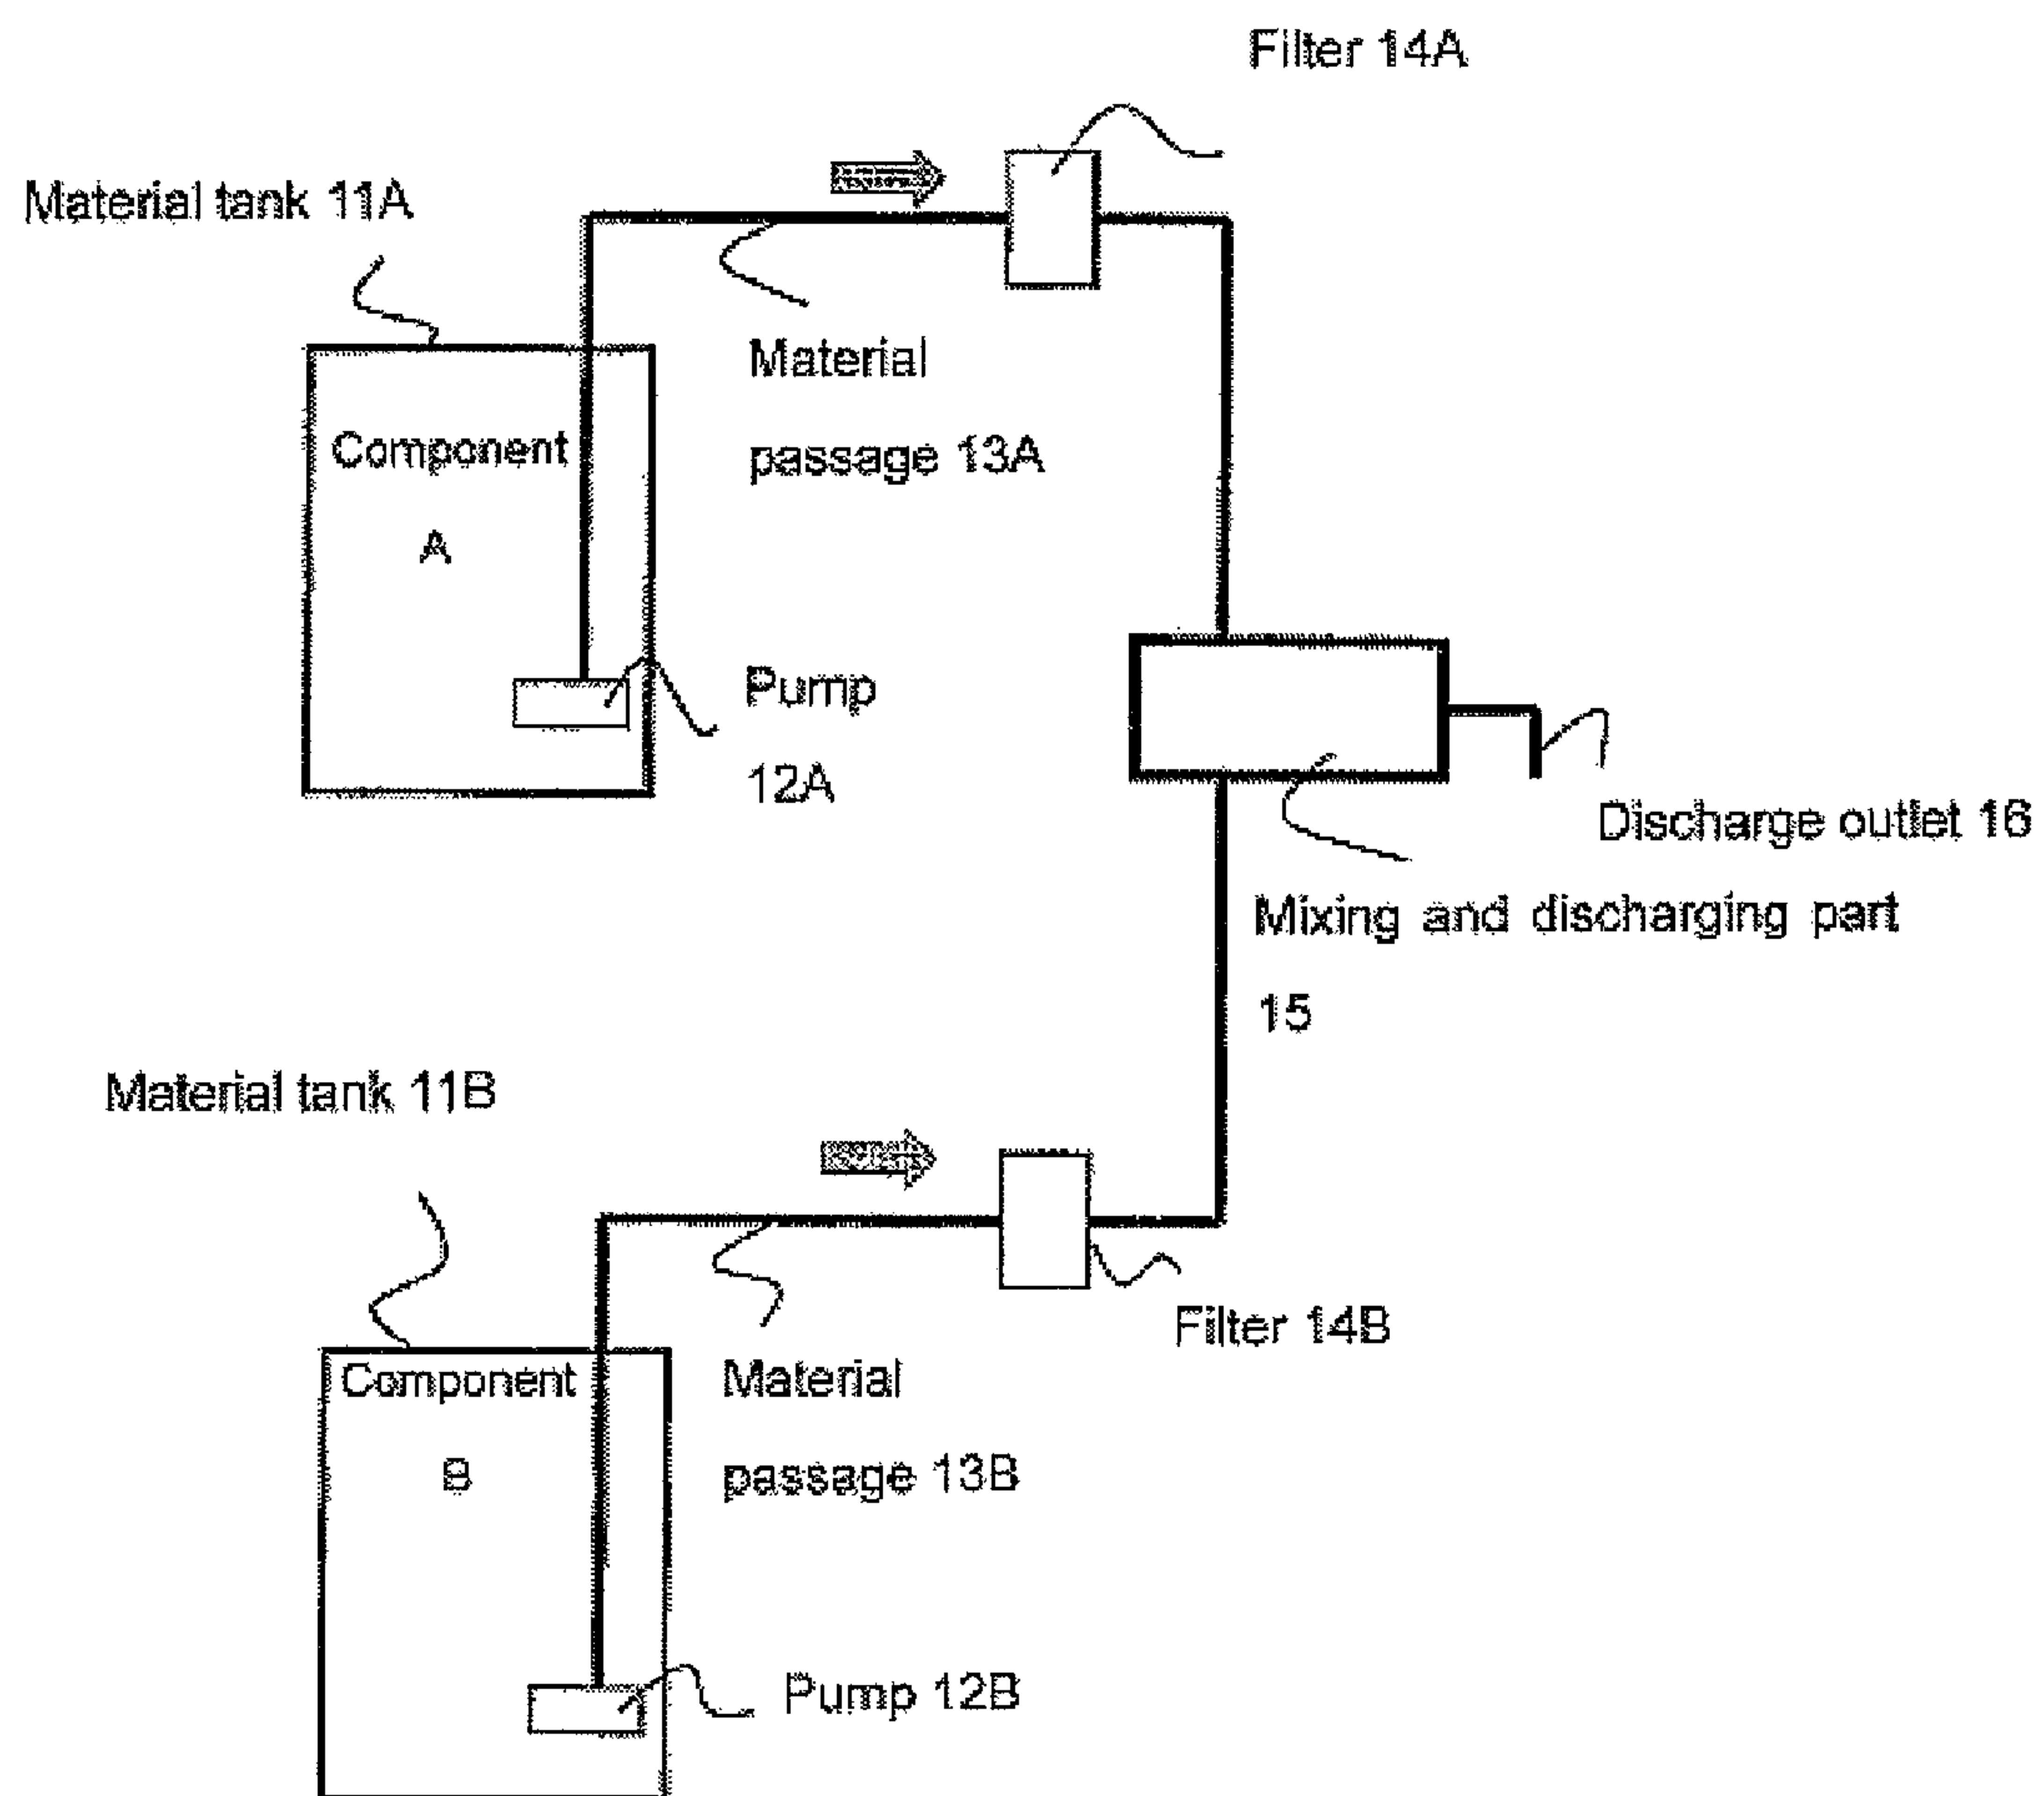 Filter 14A
Material tank 11A
Material
passage 13A
Component
A
Pump
12A
Discharge outlet 16
Mixing and discharging part
15
Material tank 11B
Filter 14B
Component
B
Material
passage 13B
Pump 12B